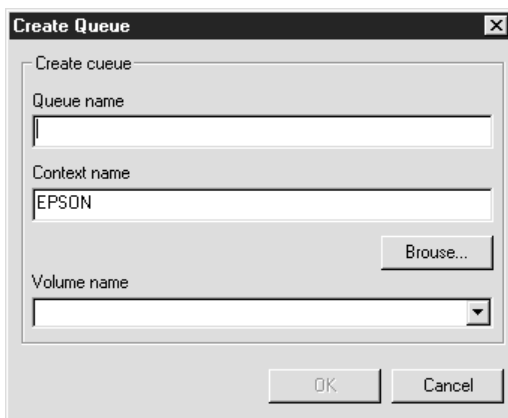 Create Queue
Create cueue
Queue name
Context name
EPSON
Brouse...
Volume name
OK
Cancel